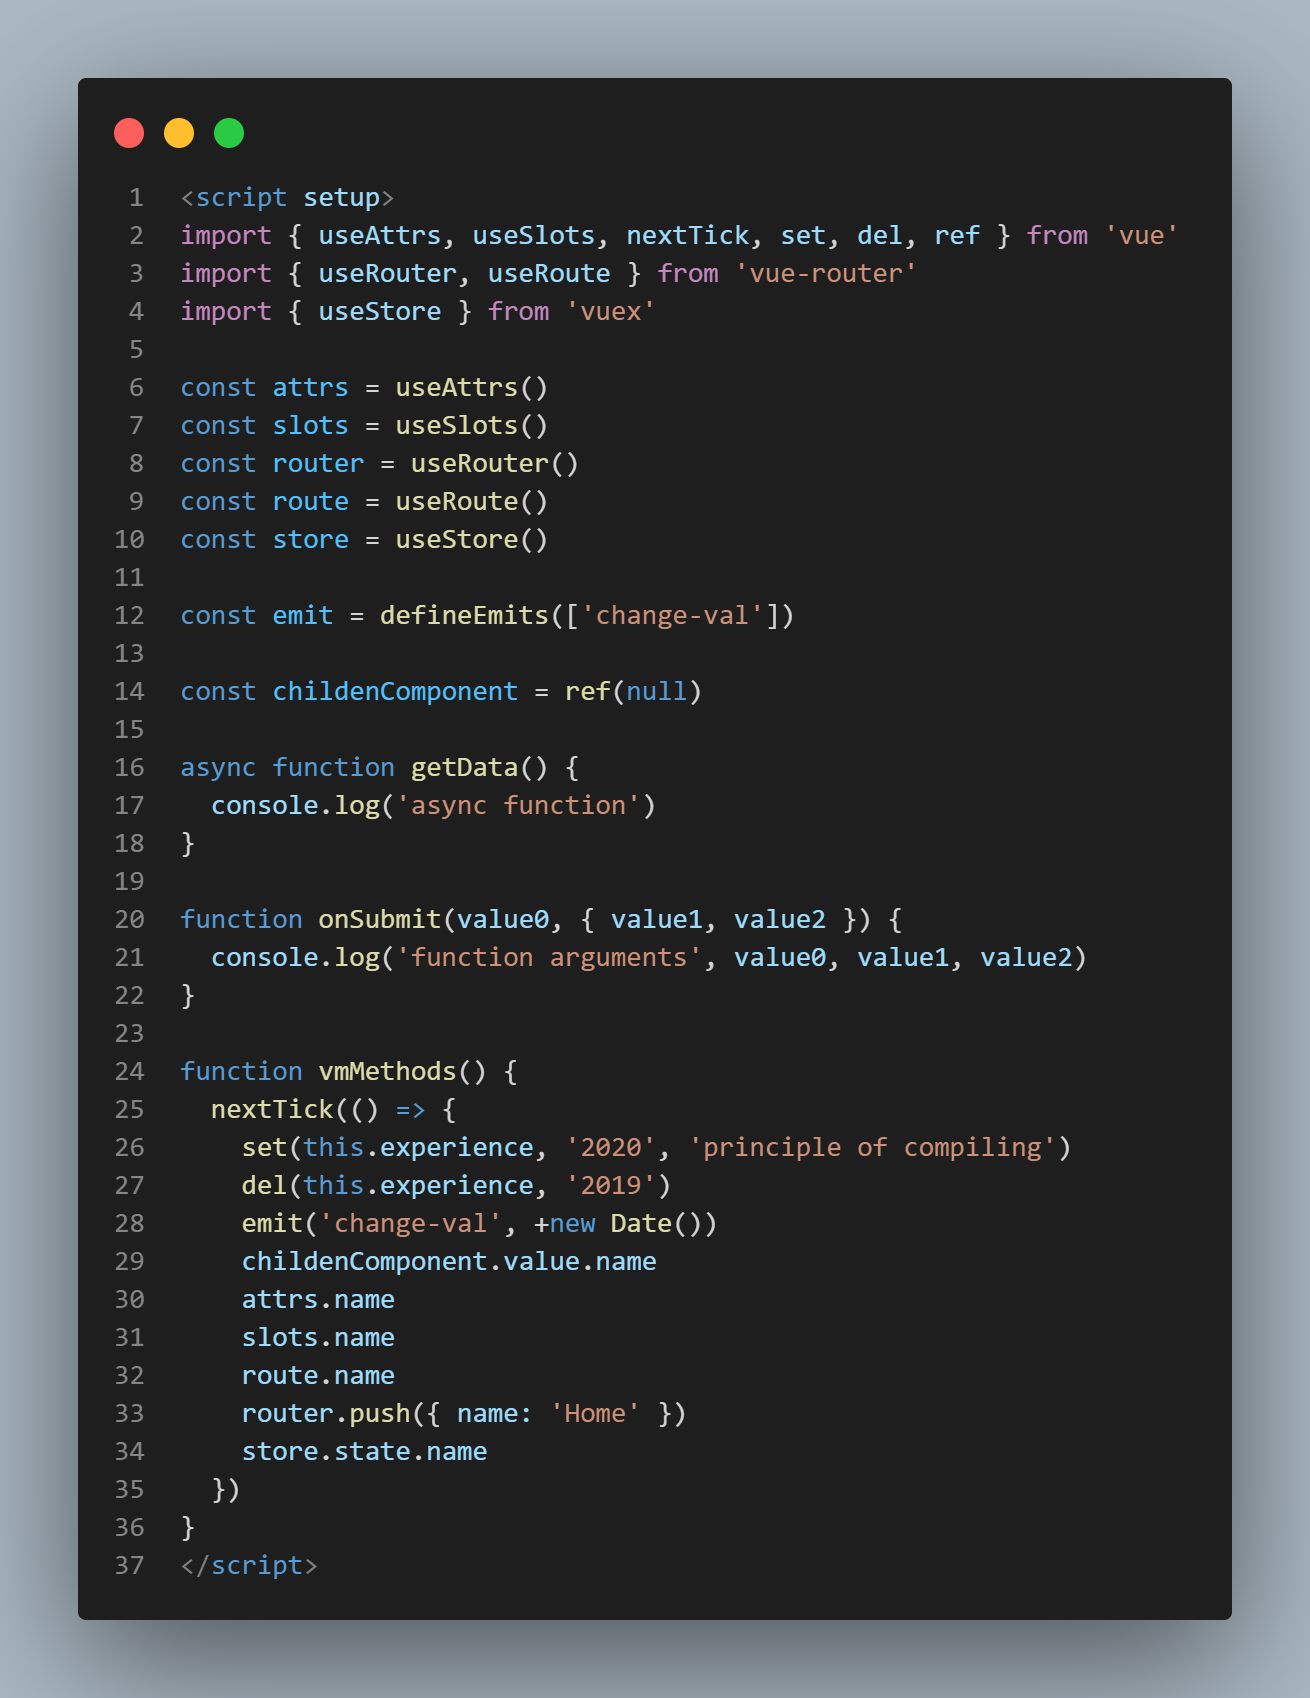 1 <script setup>
2 import { useAttrs, useSlots, nextTick, set, del, ref } from 'vue'
3 import { useRouter, useRoute } from 'vue-router'
4 import { useStore } from 'vuex'
5
6 const attrs = useAttrs()
7 const slots = useSlots()
8 const router = useRouter()
9 const route = useRoute()
10 const store = useStore()
11
12 const emit = defineEmits(['change-val'])
13
14 const childenComponent = ref(null)
15
16 async function getData() {
17   console.log('async function')
18 }
19
20 function onSubmit(value0, { value1, value2 }) {
21   console.log('function arguments', value0, value1, value2)
22 }
23
24 function vmMethods() {
25   nextTick(() => {
26     set(this.experience, '2020', 'principle of compiling')
27     del(this.experience, '2019')
28     emit('change-val', +new Date())
29     childenComponent.value.name
30     attrs.name
31     slots.name
32     route.name
33     router.push({ name: 'Home' })
34     store.state.name
35   })
36 }
37 </script>